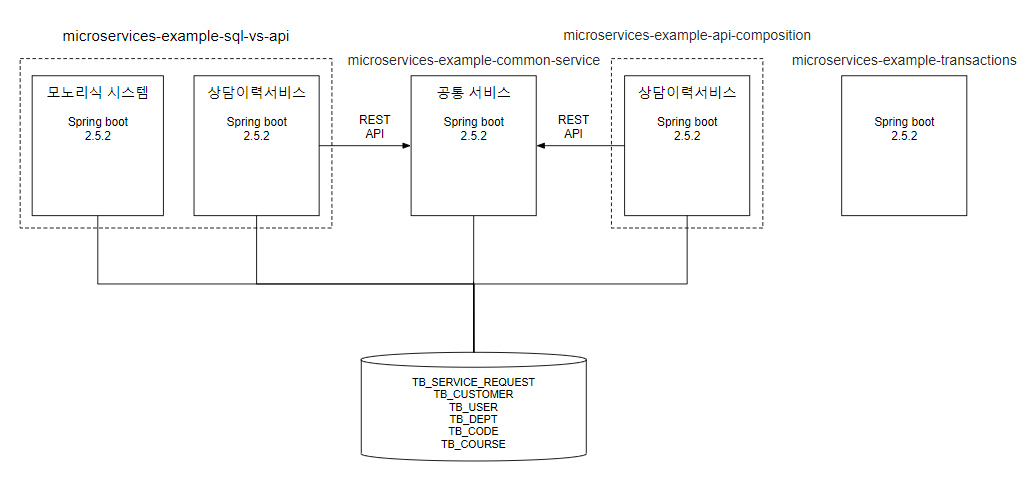 microservices-example-sql-vs-api
microservices-example-api-composition
microservices-example-common-service
microservices-example-transactions
모노리식 시스템
Spring boot
2.5.2
상담이력서비스
Spring boot
2.5.2
REST
API
공통 서비스
Spring boot
2.5.2
REST
API
상담이력서비스
Spring boot
2.5.2
Spring boot
2.5.2
TB_SERVICE_REQUEST
TB_CUSTOMER
TB_USER
TB_DEPT
TB_CODE
TB_COURSE